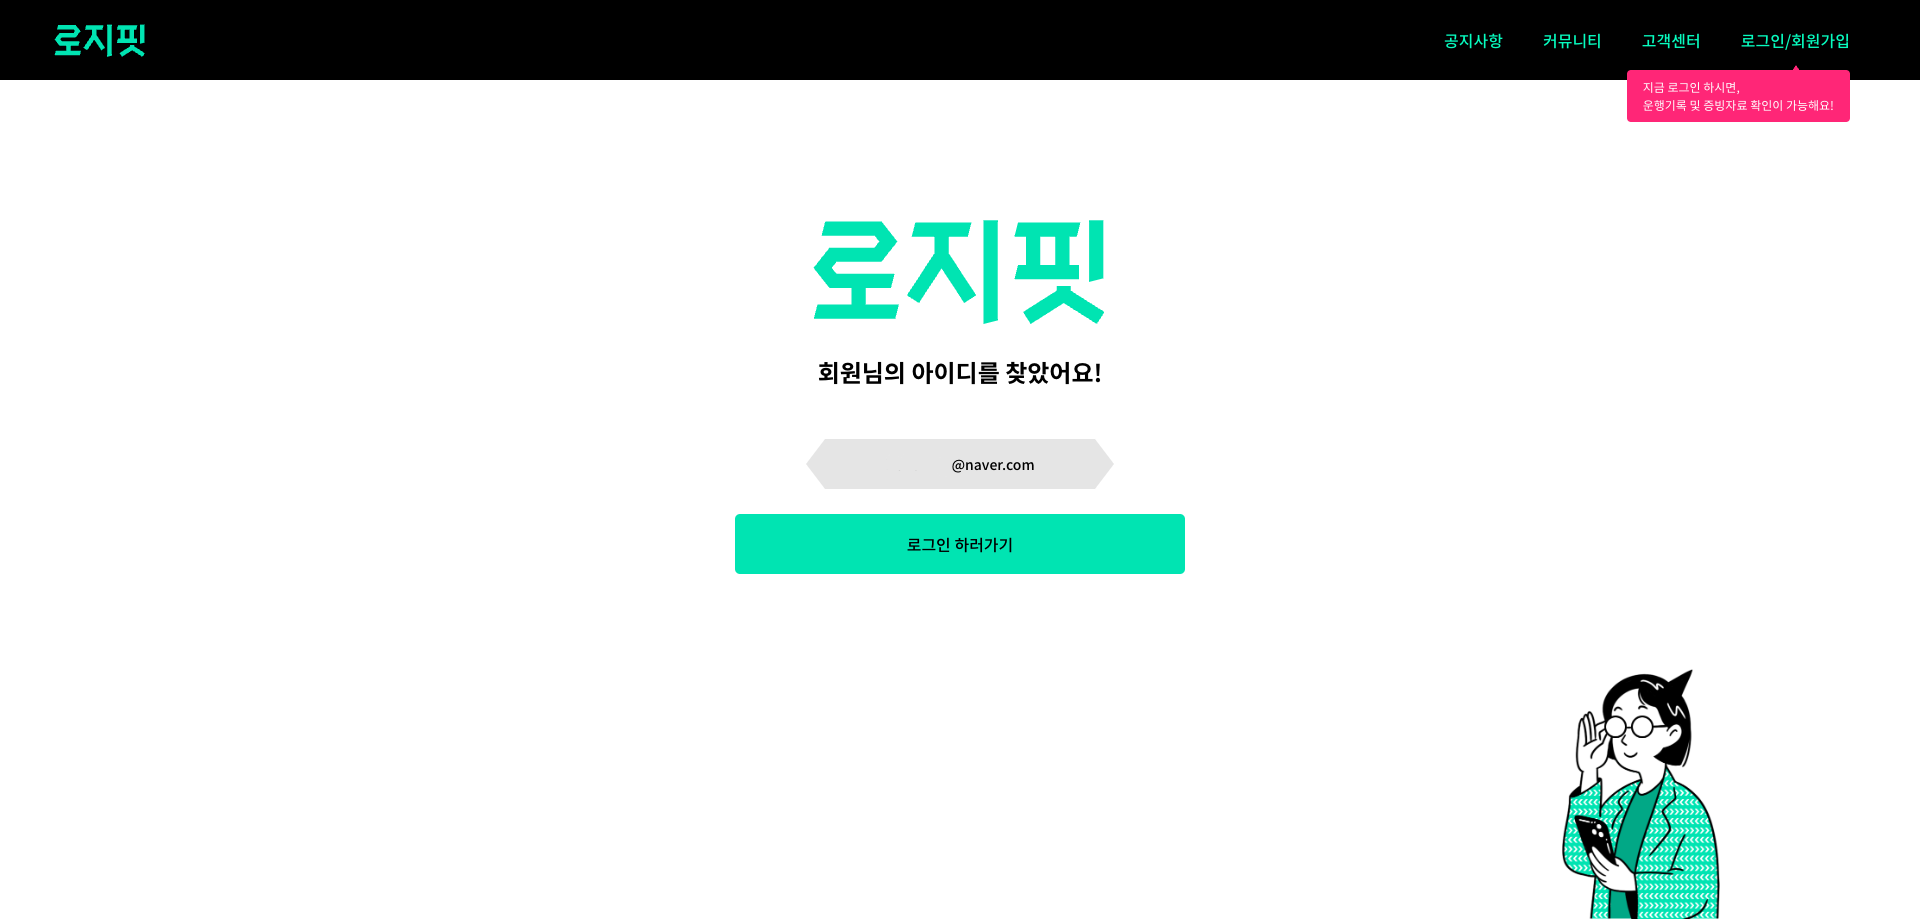 로지핏
공지사항 커뮤니티 고객센터 로그인/회원가입
지금 로그인 하시면,
운행기록 및 증빙자료 확인이 가능해요!
로지핏
회원님의 아이디를 찾았어요!
@naver.com
로그인 하러가기